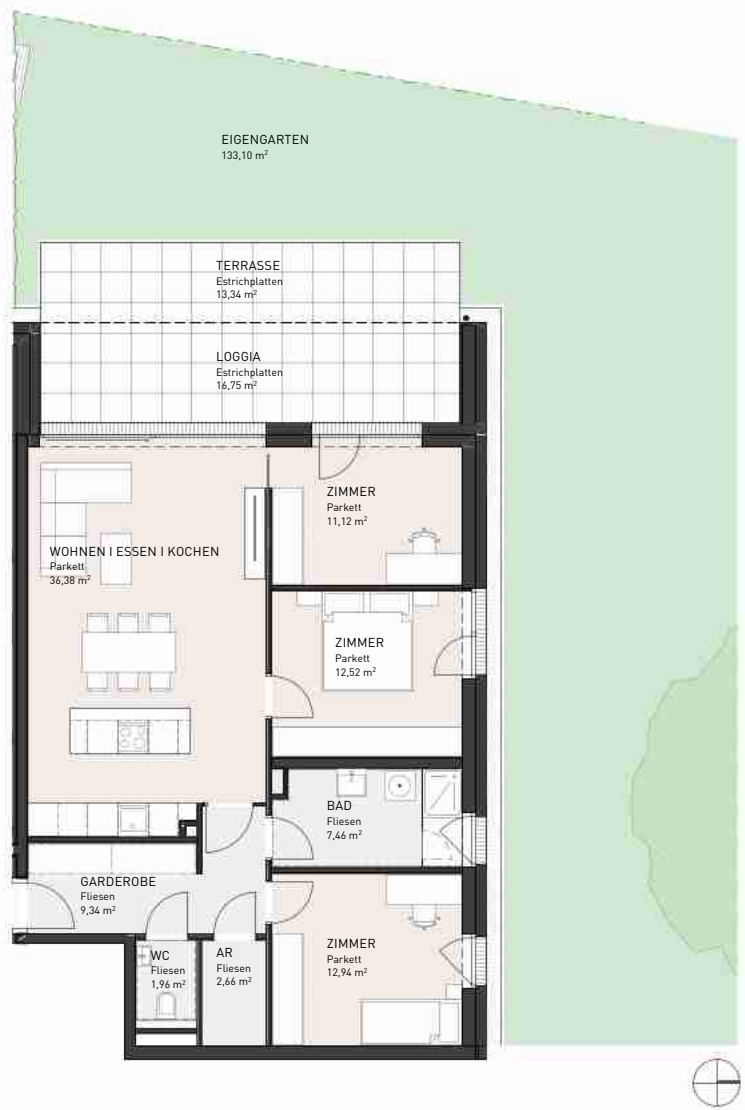 EIGENGARTEN
133,10 m²
TERRASSE
Estrichplatten
13,34 m²
LOGGIA
Estrichplatten
16,75 m²
ZIMMER
Parkett
11,12 m²
WOHNEN I ESSEN I KOCHEN
Parkett
36,38 m²
ZIMMER
Parkett
12,52 m²
BAD
Fliesen
7,46 m²
GARDEROBE
Fliesen
9,34 m²
WC
Fliesen
1,96 m²
AR
Fliesen
2,66 m²
ZIMMER
Parkett
12,94 m²